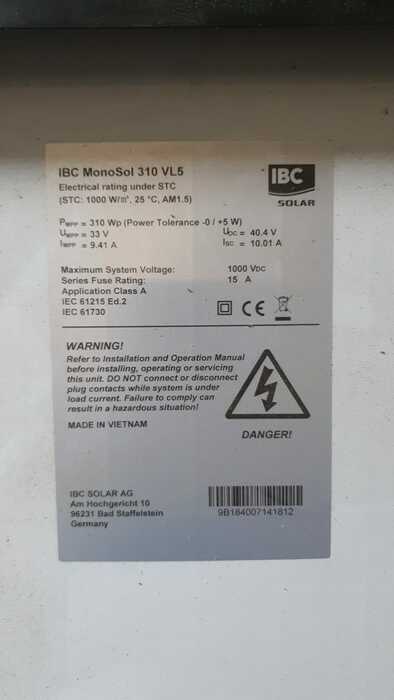 IBC MonoSol 310 VL5
Electrical rating under STC
(STC: 1000 W/m², 25 °C, AM1.5)
IBC
SOLAR
PMPP = 310 Wp (Power Tolerance -0 / +5 W)
UMPP = 33 V UOC = 40.4 V
IMPP = 9.41 A ISC = 10.01 A
Maximum System Voltage: 1000 VDC
Series Fuse Rating: 15 A
Application Class A
IEC 61215 Ed.2
IEC 61730
CE
WARNING!
Refer to Installation and Operation Manual
before installing, operating or servicing
this unit. DO NOT connect or disconnect
plug contacts while system is under
load current. Failure to comply can
result in a hazardous situation!
MADE IN VIETNAM
DANGER!
IBC SOLAR AG
Am Hochgericht 10
96231 Bad Staffelstein
Germany
9B184007141812